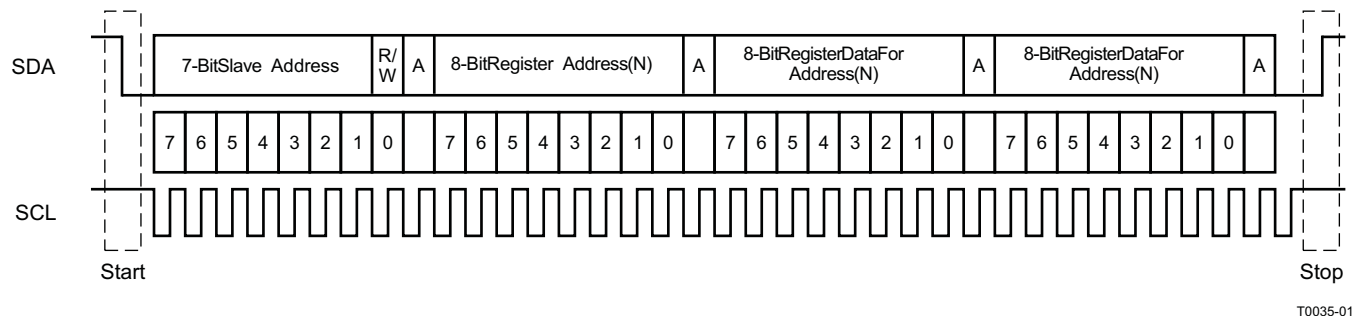 SDA
7-BitSlave Address
R/
W
A
8-BitRegister Address(N)
A
8-BitRegisterDataFor
Address(N)
A
8-BitRegisterDataFor
Address(N)
A
7 6 5 4 3 2 1 0 7 6 5 4 3 2 1 0 7 6 5 4 3 2 1 0 7 6 5 4 3 2 1 0
SCL
Start
Stop
T0035-01